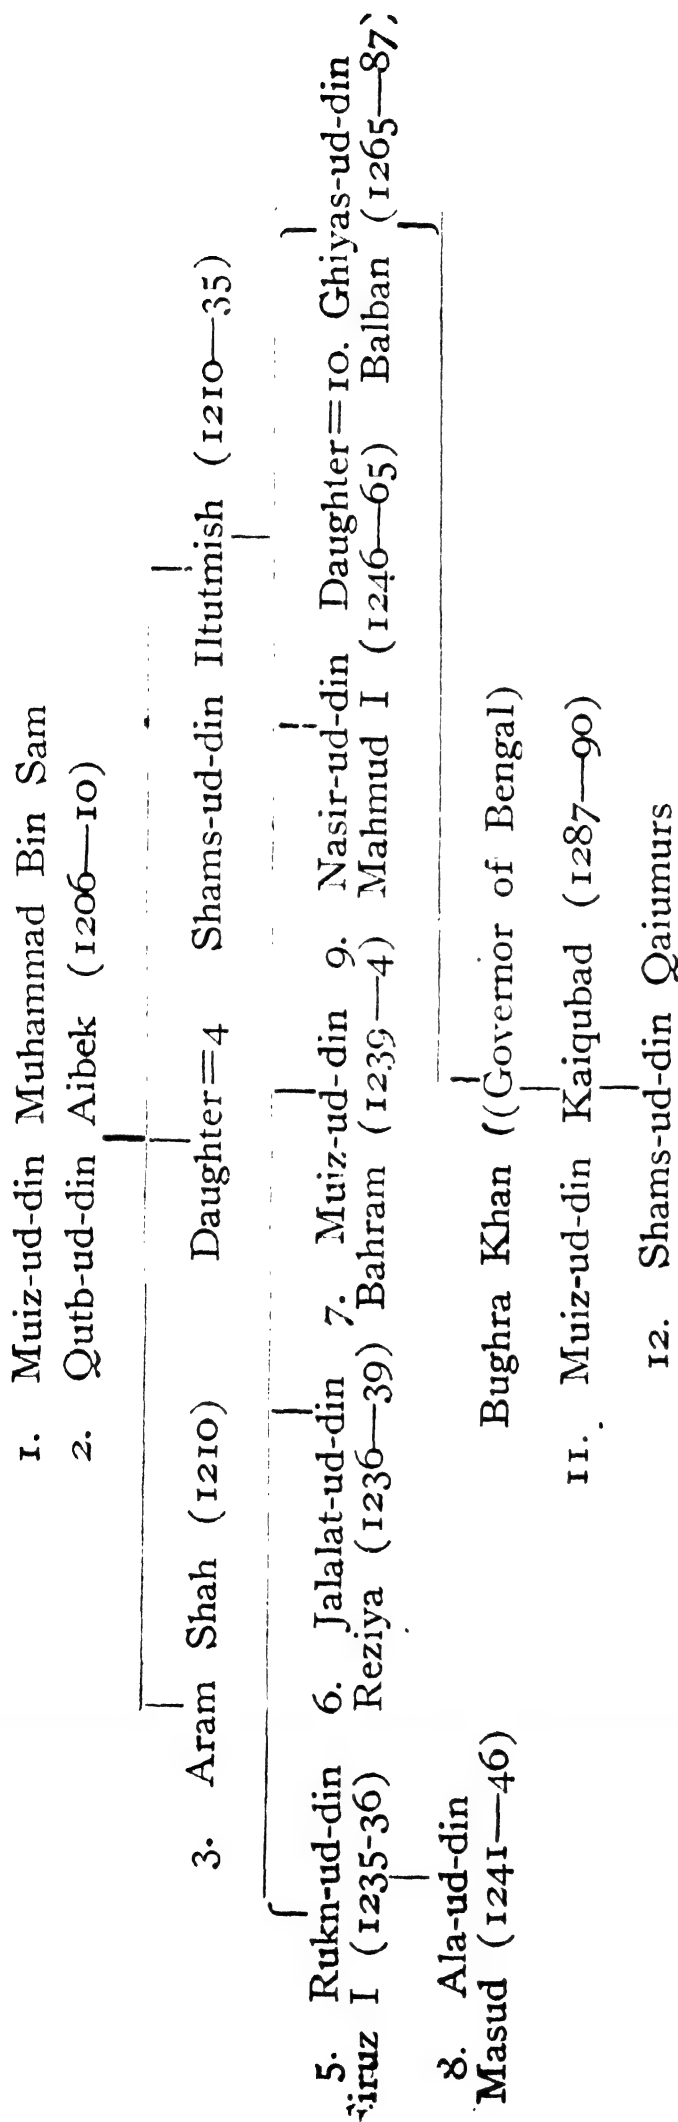 1. Muiz-ud-din Muhammad Bin Sam
2. Qutb-ud-din Aibek (1206—10)
3. Aram Shah (1210) Daughter=4 Shams-ud-din Iltutmish (1210—35)
5. Rukn-ud-din 6. Jalalat-ud-din 7. Muiz-ud-din 9. Nasir-ud-din Daughter=10. Ghiyas-ud-din
Firuz I (1235-36) Reziya (1236—39) Bahram (1239—4) Mahmud I (1246—65) Balban (1265—87)
8. Ala-ud-din
Masud (1241—46)
Bughra Khan ((Governor of Bengal)
11. Muiz-ud-din Kaiqubad (1287—90)
12. Shams-ud-din Qaiumurs